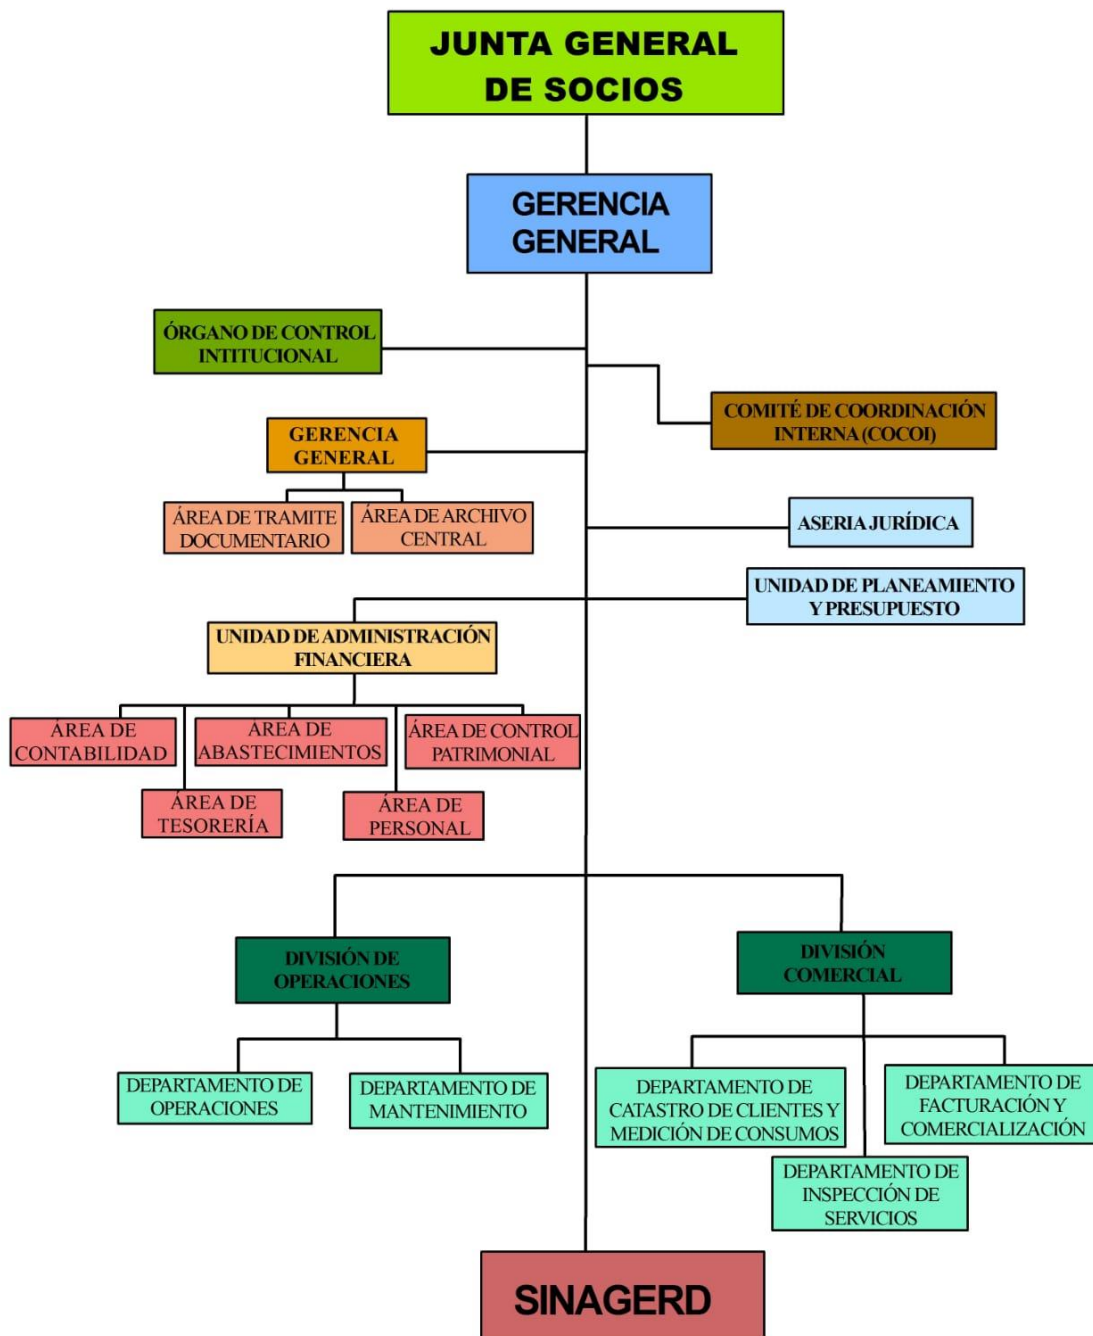 JUNTA GENERAL
DE SOCIOS
GERENCIA
GENERAL
ÓRGANO DE CONTROL
INTITUCIONAL
COMITÉ DE COORDINACIÓN
INTERNA (COCOI)
GERENCIA
GENERAL
ÁREA DE TRAMITE
DOCUMENTARIO
ÁREA DE ARCHIVO
CENTRAL
ASERIA JURÍDICA
UNIDAD DE PLANEAMIENTO
Y PRESUPUESTO
UNIDAD DE ADMINISTRACIÓN
FINANCIERA
ÁREA DE
CONTABILIDAD
ÁREA DE
ABASTECIMIENTOS
ÁREA DE CONTROL
PATRIMONIAL
ÁREA DE
TESORERÍA
ÁREA DE
PERSONAL
DIVISIÓN DE
OPERACIONES
DIVISIÓN
COMERCIAL
DEPARTAMENTO DE
OPERACIONES
DEPARTAMENTO DE
MANTENIMIENTO
DEPARTAMENTO DE
CATASTRO DE CLIENTES Y
MEDICIÓN DE CONSUMOS
DEPARTAMENTO DE
FACTURACIÓN Y
COMERCIALIZACIÓN
DEPARTAMENTO DE
INSPECCIÓN DE
SERVICIOS
SINAGERD